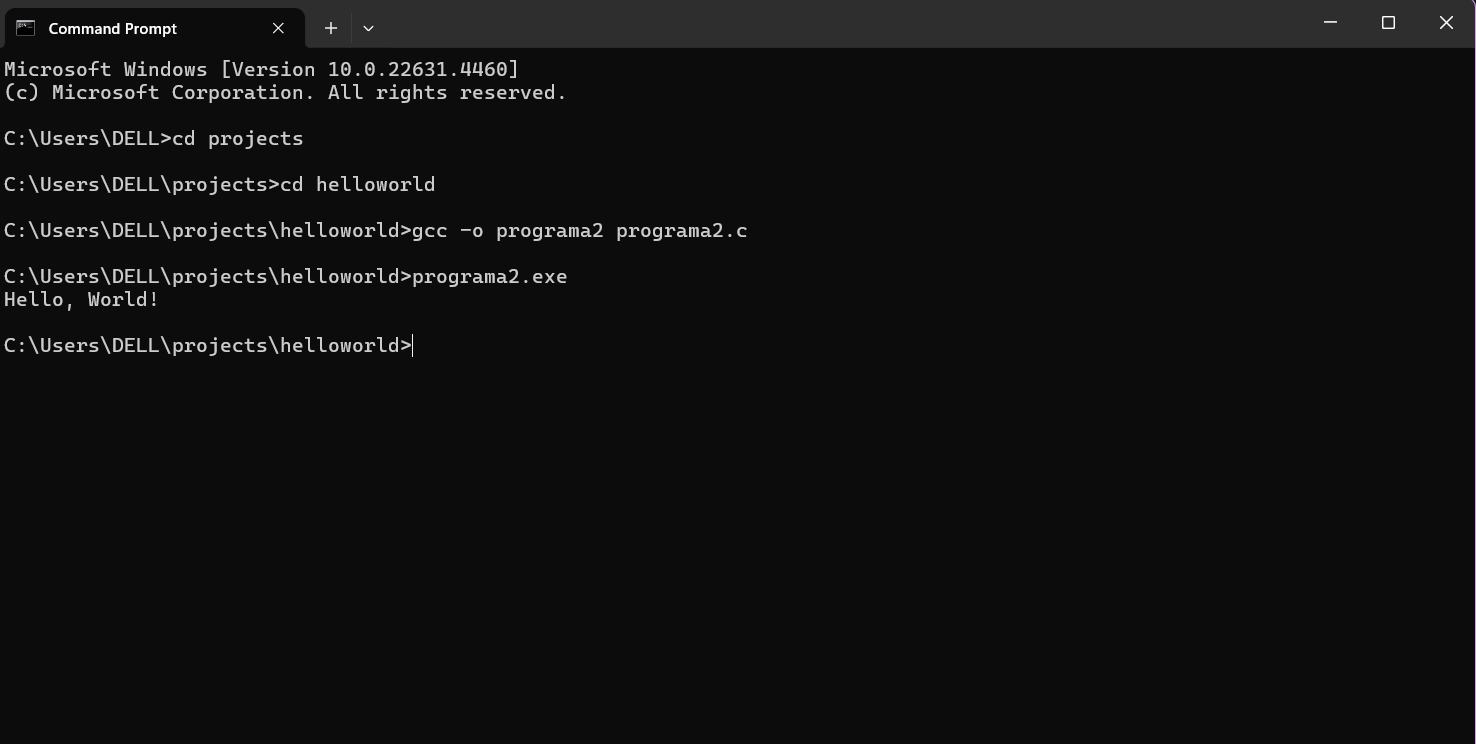 Command Prompt
Microsoft Windows [Version 10.0.22631.4460]
(c) Microsoft Corporation. All rights reserved.
C:\Users\DELL>cd projects
C:\Users\DELL\projects>cd helloworld
C:\Users\DELL\projects\helloworld>gcc -o programa2 programa2.c
C:\Users\DELL\projects\helloworld>programa2.exe
Hello, World!
C:\Users\DELL\projects\helloworld>